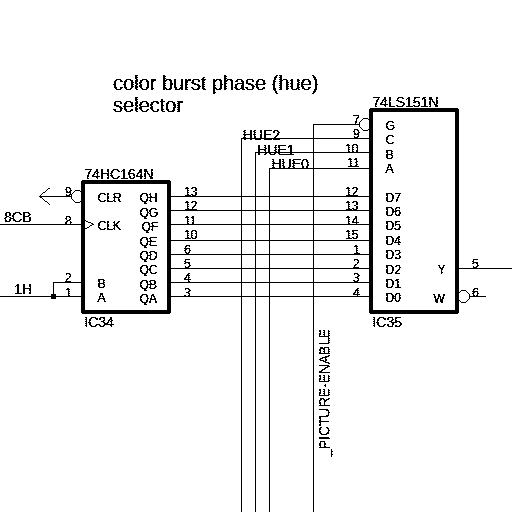 color burst phase (hue)
selector
74LS151N
7 G
HUE2 9 C
HUE1 10 B
HUE0 11 A
74HC164N
9 CLR QH 13 12 D7
QG 12 13 D6
8CB 8 CLK QF 11 14 D5
QE 10 15 D4
QD 6 1 D3
QC 5 2 D2 Y 5
2 B QB 4 3 D1
1H 1 A QA 3 4 D0 W 6
IC34 IC35
_PICTURE-ENABLE